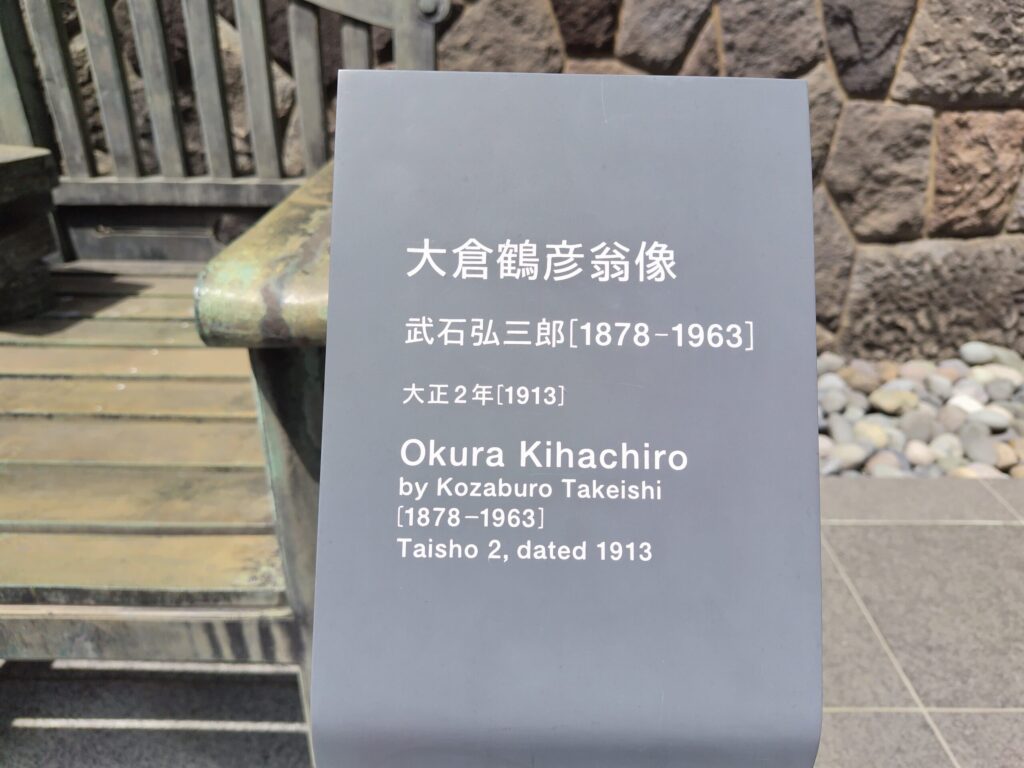 大倉鶴彦翁像
武石弘三郎[1878-1963]
大正2年[1913]
Okura Kihachiro
by Kozaburo Takeishi
[1878-1963]
Taisho 2, dated 1913